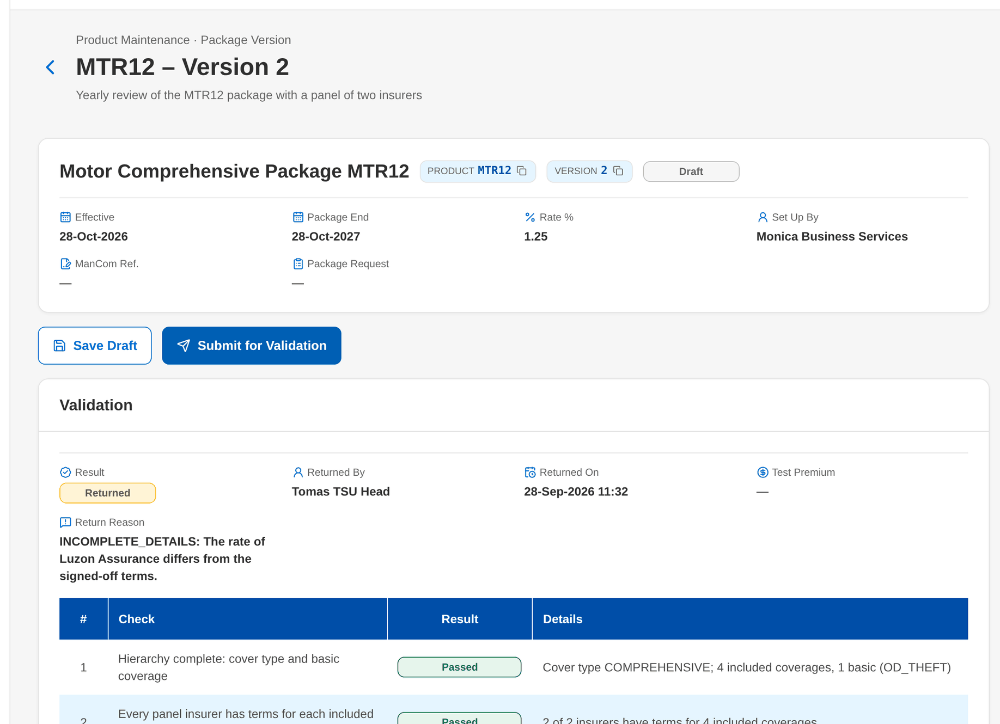 Product Maintenance · Package Version
MTR12 – Version 2
Yearly review of the MTR12 package with a panel of two insurers
Motor Comprehensive Package MTR12
PRODUCT MTR12
VERSION 2
Draft
Effective
Package End
Rate %
Set Up By
28-Oct-2026
28-Oct-2027
1.25
Monica Business Services
ManCom Ref.
Package Request
—
—
Save Draft
Submit for Validation
Validation
Result
Returned By
Returned On
Test Premium
Returned
Tomas TSU Head
28-Sep-2026 11:32
—
Return Reason
INCOMPLETE_DETAILS: The rate of
Luzon Assurance differs from the
signed-off terms.
# Check Result Details
1
Hierarchy complete: cover type and basic
coverage
Passed
Cover type COMPREHENSIVE; 4 included coverages, 1 basic (OD_THEFT)
2
Every panel insurer has terms for each included
Passed
2 of 2 insurers have terms for 4 included coverages